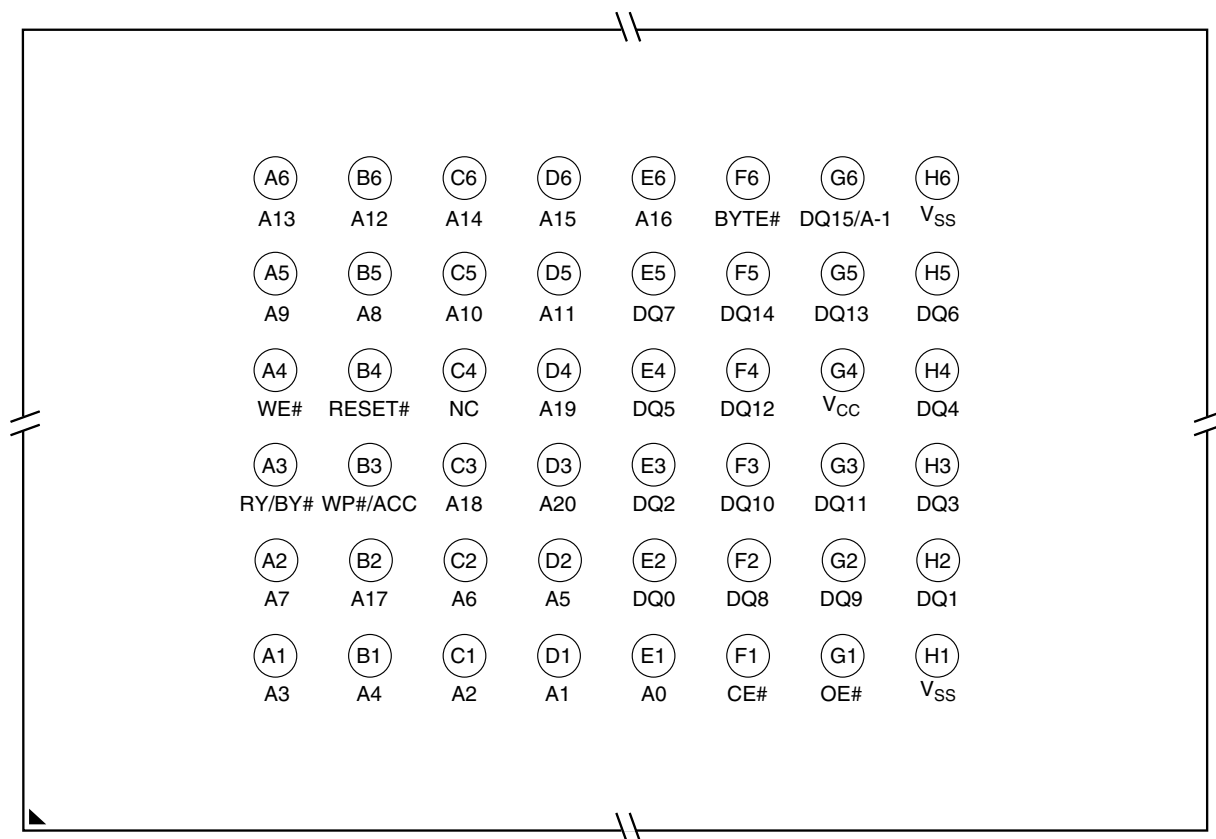 A6 B6 C6 D6 E6 F6 G6 H6
A13 A12 A14 A15 A16 BYTE# DQ15/A-1 VSS
A5 B5 C5 D5 E5 F5 G5 H5
A9 A8 A10 A11 DQ7 DQ14 DQ13 DQ6
A4 B4 C4 D4 E4 F4 G4 H4
WE# RESET# NC A19 DQ5 DQ12 VCC DQ4
A3 B3 C3 D3 E3 F3 G3 H3
RY/BY# WP#/ACC A18 A20 DQ2 DQ10 DQ11 DQ3
A2 B2 C2 D2 E2 F2 G2 H2
A7 A17 A6 A5 DQ0 DQ8 DQ9 DQ1
A1 B1 C1 D1 E1 F1 G1 H1
A3 A4 A2 A1 A0 CE# OE# VSS